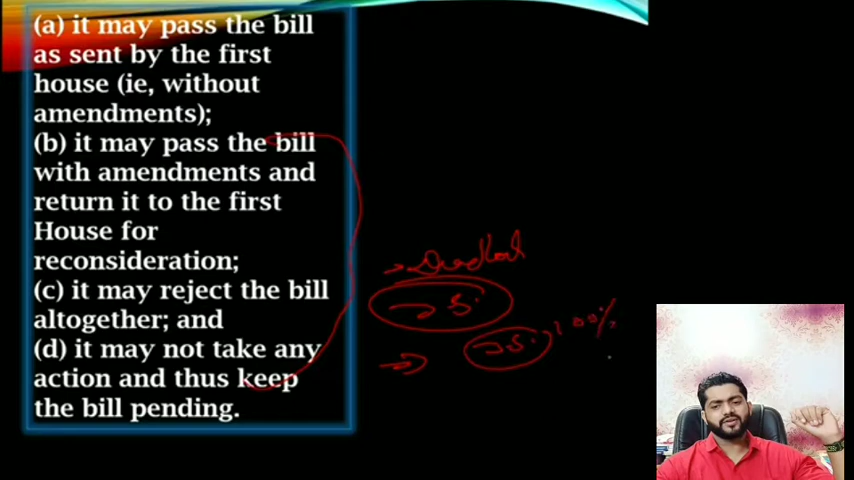 (a) it may pass the bill
as sent by the first
house (ie, without
amendments);
(b) it may pass the bill
with amendments and
return it to the first
House for
reconsideration;
(c) it may reject the bill
altogether; and
(d) it may not take any
action and thus keep
the bill pending.
100%